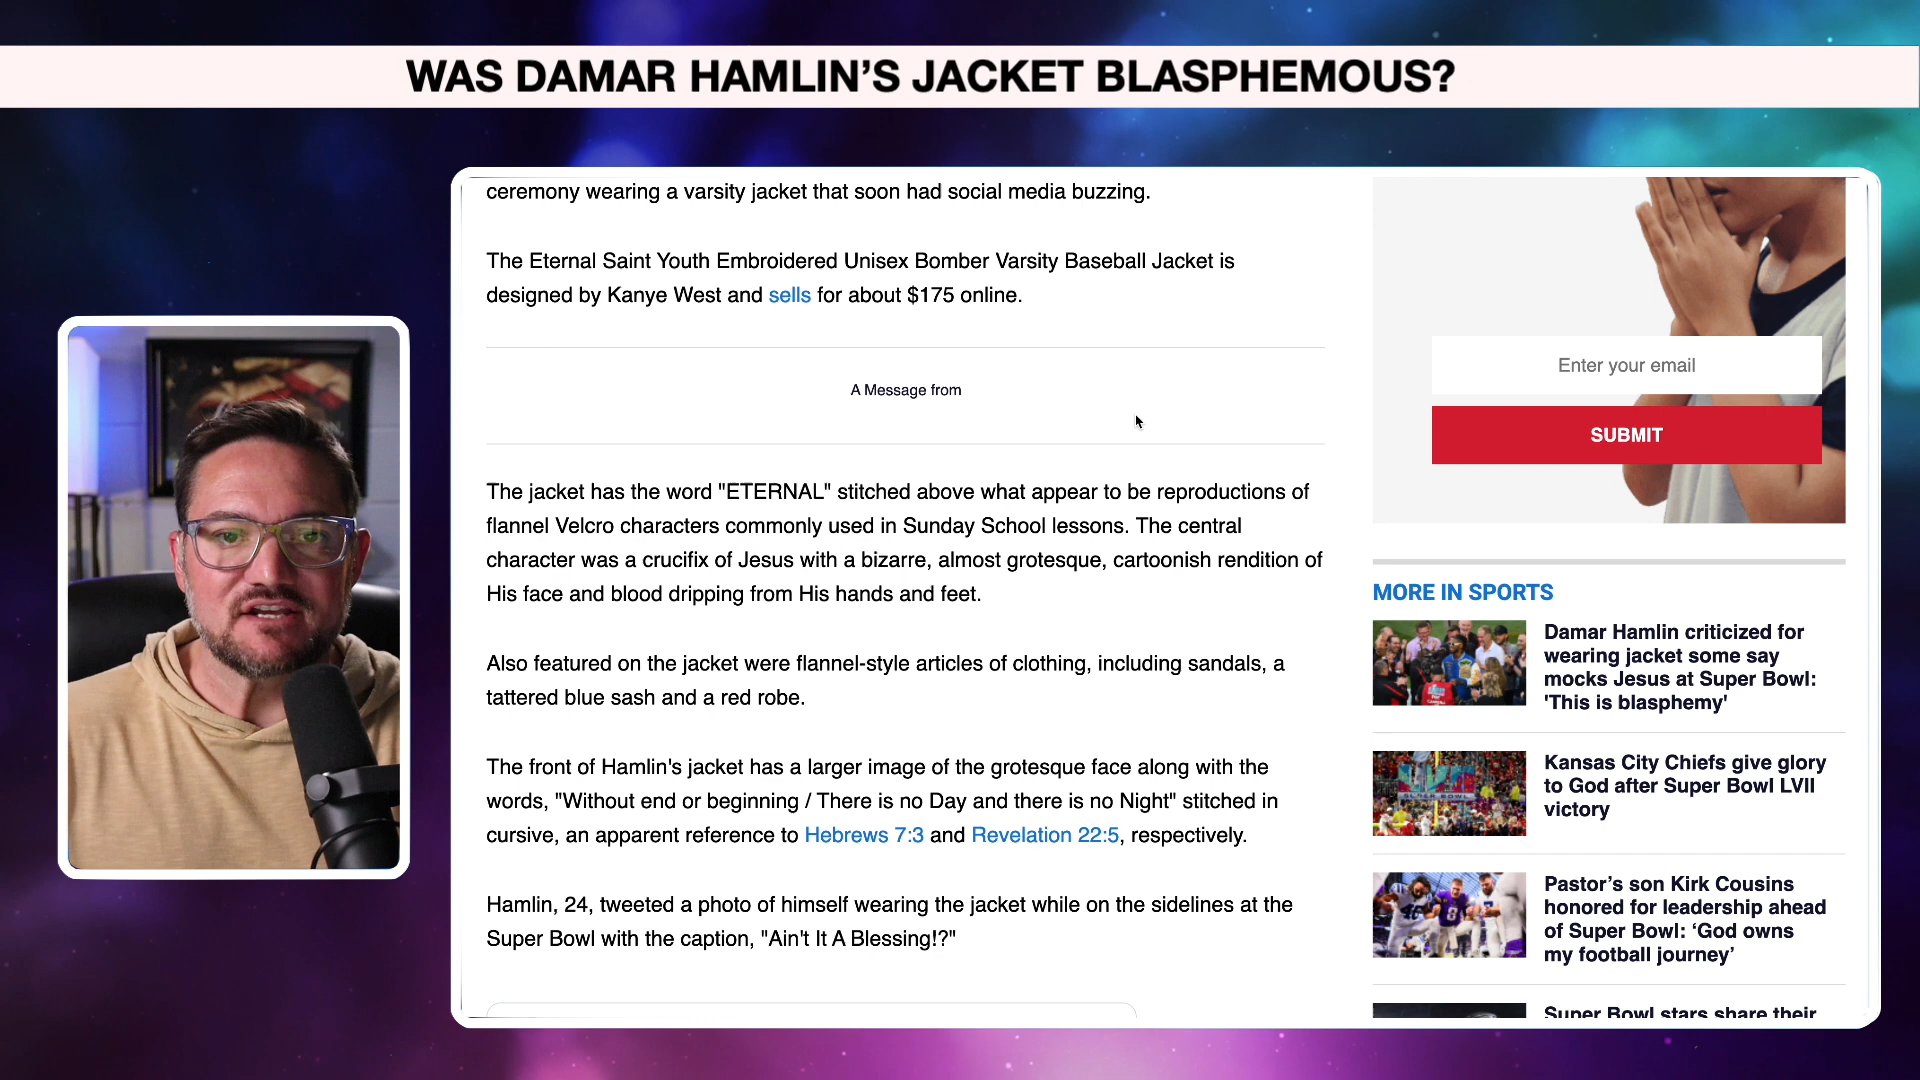 WAS DAMAR HAMLIN’S JACKET BLASPHEMOUS?
ceremony wearing a varsity jacket that soon had social media buzzing.
The Eternal Saint Youth Embroidered Unisex Bomber Varsity Baseball Jacket is
designed by Kanye West and sells for about $175 online.
A Message from
The jacket has the word "ETERNAL" stitched above what appear to be reproductions of
flannel Velcro characters commonly used in Sunday School lessons. The central
character was a crucifix of Jesus with a bizarre, almost grotesque, cartoonish rendition of
His face and blood dripping from His hands and feet.
Also featured on the jacket were flannel-style articles of clothing, including sandals, a
tattered blue sash and a red robe.
The front of Hamlin's jacket has a larger image of the grotesque face along with the
words, "Without end or beginning / There is no Day and there is no Night" stitched in
cursive, an apparent reference to Hebrews 7:3 and Revelation 22:5, respectively.
Hamlin, 24, tweeted a photo of himself wearing the jacket while on the sidelines at the
Super Bowl with the caption, "Ain't It A Blessing!?"
Enter your email
SUBMIT
MORE IN SPORTS
Damar Hamlin criticized for
wearing jacket some say
mocks Jesus at Super Bowl:
'This is blasphemy'
Kansas City Chiefs give glory
to God after Super Bowl LVII
victory
Pastor’s son Kirk Cousins
honored for leadership ahead
of Super Bowl: ‘God owns
my football journey’
Super Bowl stars share their